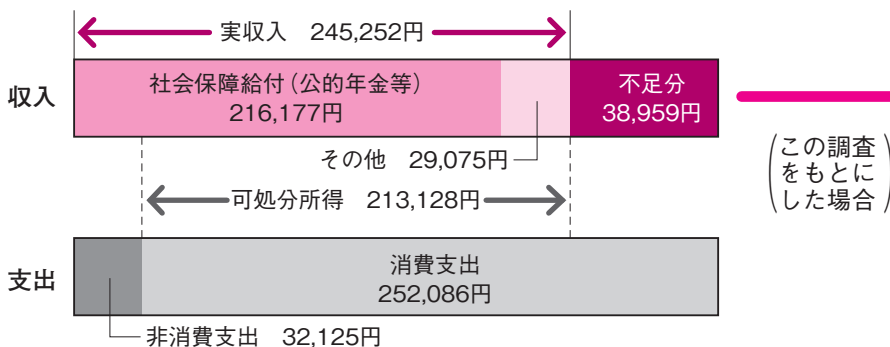 実収入 245,252円
収入
社会保障給付(公的年金等)
216,177円
不足分
38,959円
その他 29,075円
(この調査
をもとに
した場合)
可処分所得 213,128円
支出
消費支出
252,086円
非消費支出 32,125円